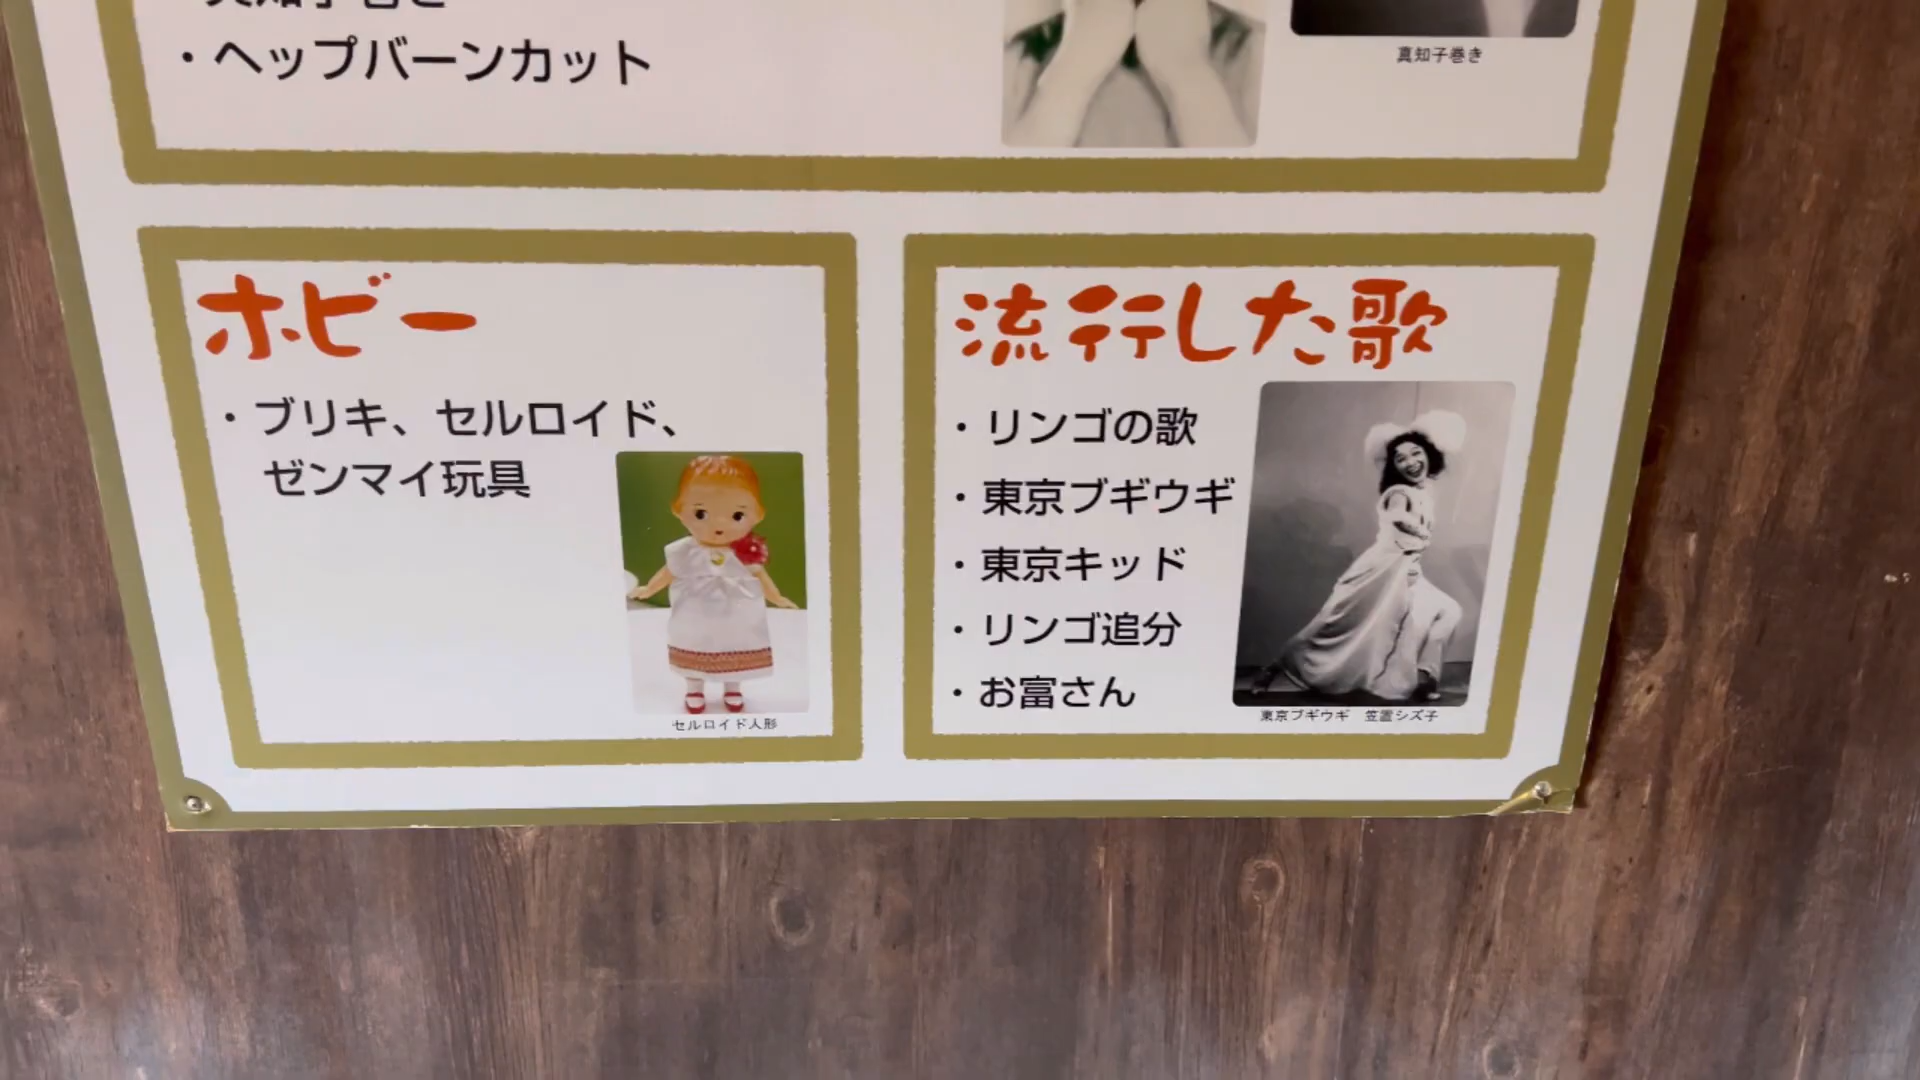 ・ヘップバーンカット
真知子巻き
ホビー
・ブリキ、セルロイド、
ゼンマイ玩具
セルロイド人形
流行した歌
・リンゴの歌
・東京ブギウギ
・東京キッド
・リンゴ追分
・お富さん
東京ブギウギ 笠置シズ子